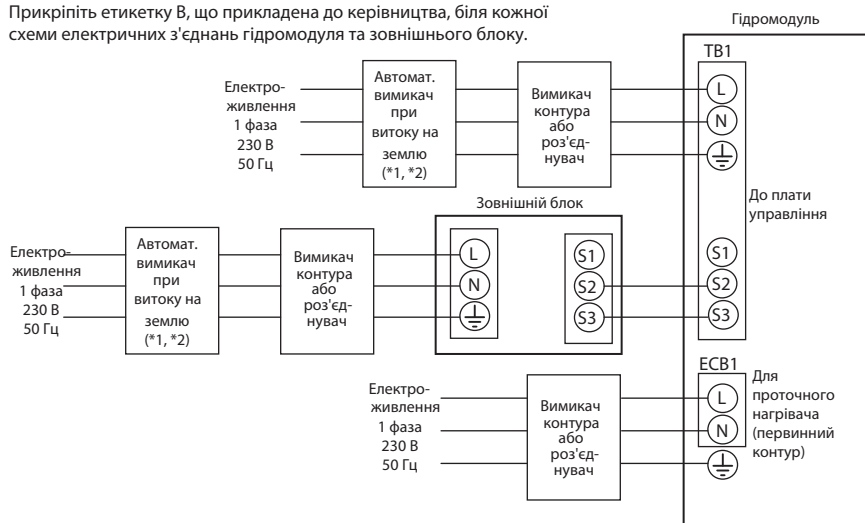 Прикріпіть етикетку B, що прикладена до керівництва, біля кожної
схеми електричних з'єднань гідромодуля та зовнішнього блоку.
Гідромодуль
TB1
Електро-
живлення
1 фаза
230 В
50 Гц
Автомат.
вимикач
при
витоку на
землю
(*1, *2)
Вимикач
контура
або
роз'єд-
нувач
L
N
До плати
управління
S1
S2
S3
Зовнішній блок
Електро-
живлення
1 фаза
230 В
50 Гц
Автомат.
вимикач
при
витоку на
землю
(*1, *2)
Вимикач
контура
або
роз'єд-
нувач
L
N
S1
S2
S3
ECB1
Електро-
живлення
1 фаза
230 В
50 Гц
Вимикач
контура
або
роз'єд-
нувач
L
N
Для
проточного
нагрівача
(первинний
контур)